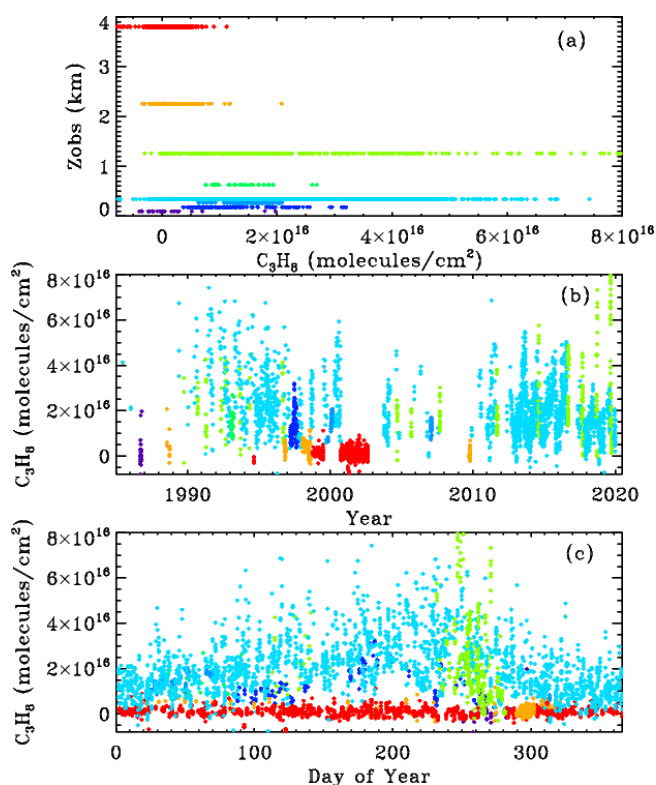 (a)
Zobs (km)
4
3
2
1
0
0 2×10¹⁶ 4×10¹⁶ 6×10¹⁶ 8×10¹⁶
C₃H₈ (molecules/cm²)
(b)
C₃H₈ (molecules/cm²)
8×10¹⁶
6×10¹⁶
4×10¹⁶
2×10¹⁶
0
1990 2000 2010 2020
Year
(c)
C₃H₈ (molecules/cm²)
8×10¹⁶
6×10¹⁶
4×10¹⁶
2×10¹⁶
0
0 100 200 300
Day of Year